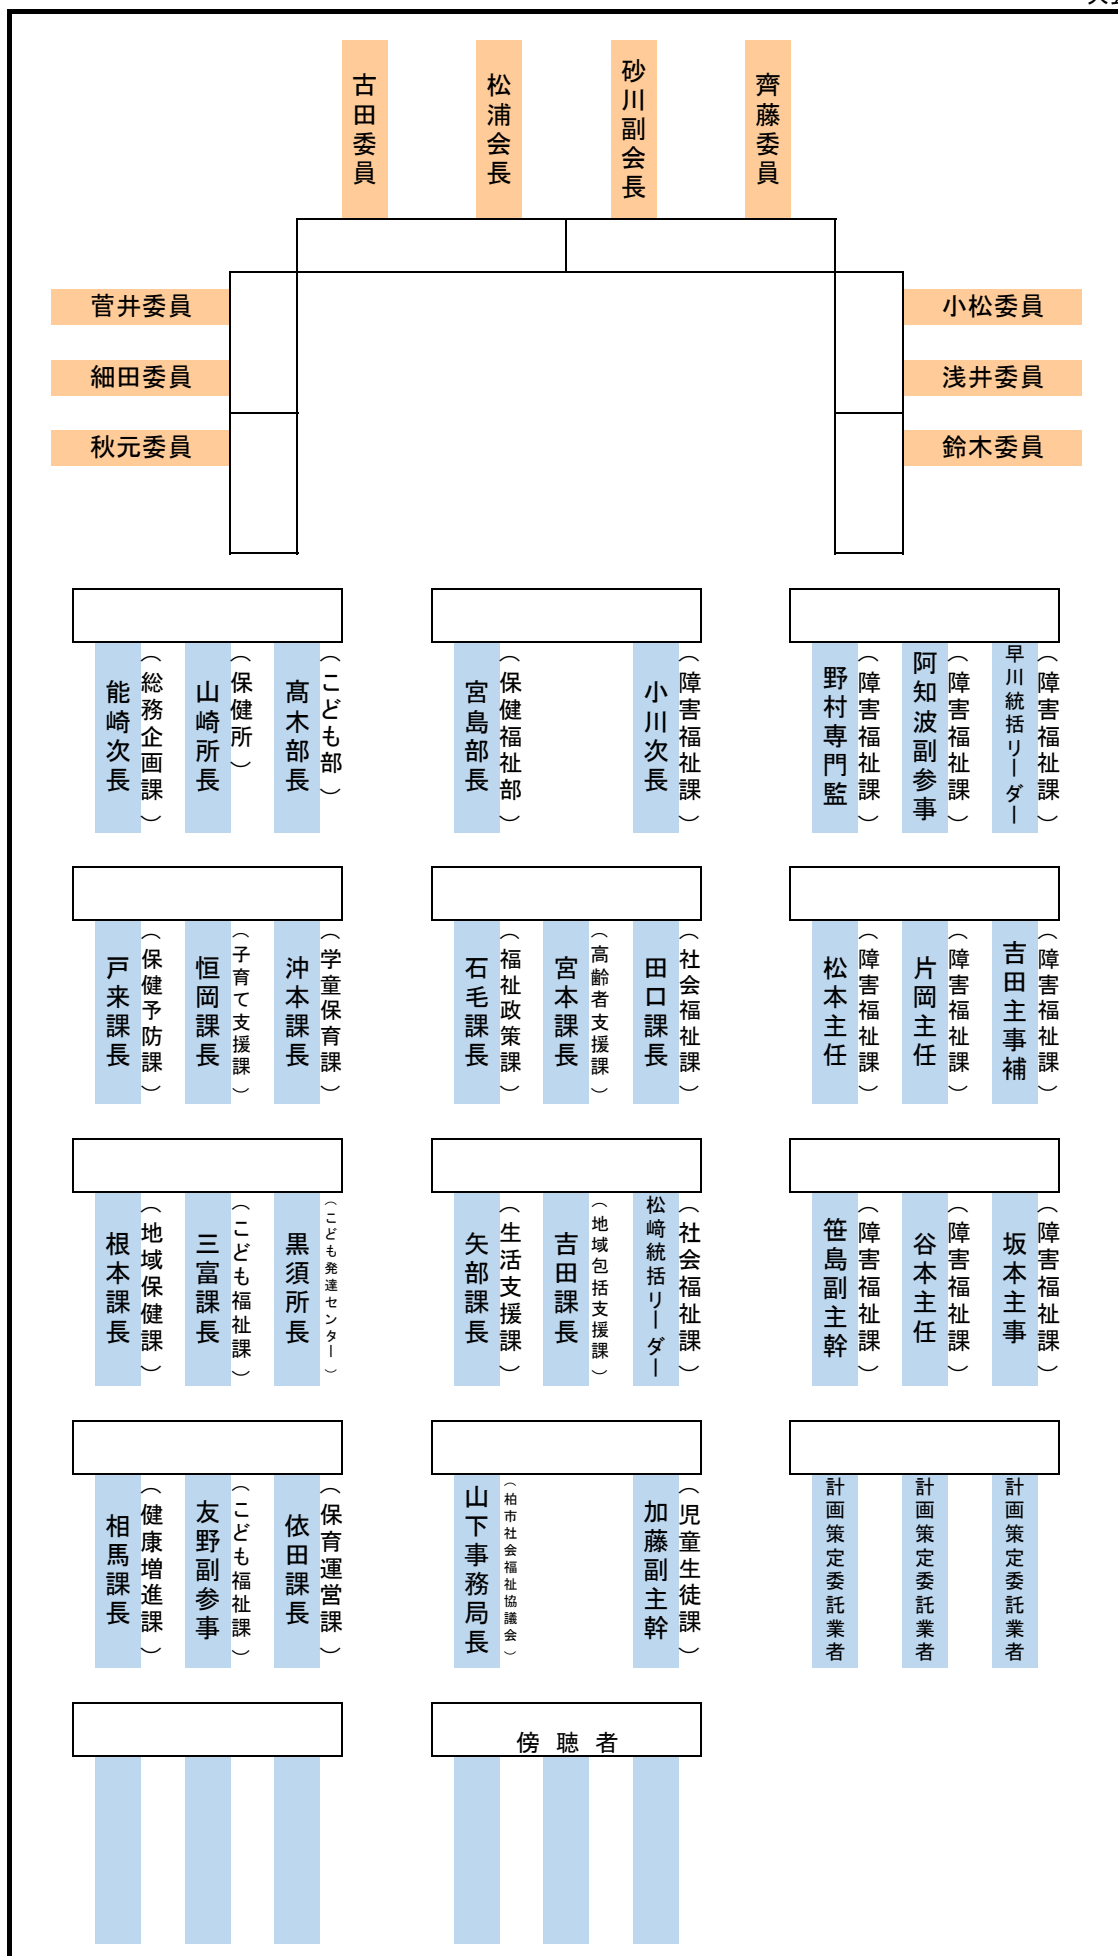 古田委員
松浦会長
砂川副会長
齊藤委員
菅井委員
小松委員
細田委員
浅井委員
秋元委員
鈴木委員
能崎次長
（総務企画課）
山崎所長
（保健所）
髙木部長
（こども部）
宮島部長
（保健福祉部）
小川次長
（障害福祉課）
野村専門監
（障害福祉課）
阿知波副参事
（障害福祉課）
早川統括リーダー
（障害福祉課）
戸来課長
（保健予防課）
恒岡課長
（子育て支援課）
沖本課長
（学童保育課）
石毛課長
（福祉政策課）
宮本課長
（高齢者支援課）
田口課長
（社会福祉課）
松本主任
（障害福祉課）
片岡主任
（障害福祉課）
吉田主事補
（障害福祉課）
根本課長
（地域保健課）
三富課長
（こども福祉課）
黒須所長
（こども発達センター）
矢部課長
（生活支援課）
吉田課長
（地域包括支援課）
松﨑統括リーダー
（社会福祉課）
笹島副主幹
（障害福祉課）
谷本主任
（障害福祉課）
坂本主事
（障害福祉課）
相馬課長
（健康増進課）
友野副参事
（こども福祉課）
依田課長
（保育運営課）
山下事務局長
（柏市社会福祉協議会）
加藤副主幹
（児童生徒課）
計画策定委託業者
計画策定委託業者
計画策定委託業者
傍聴者